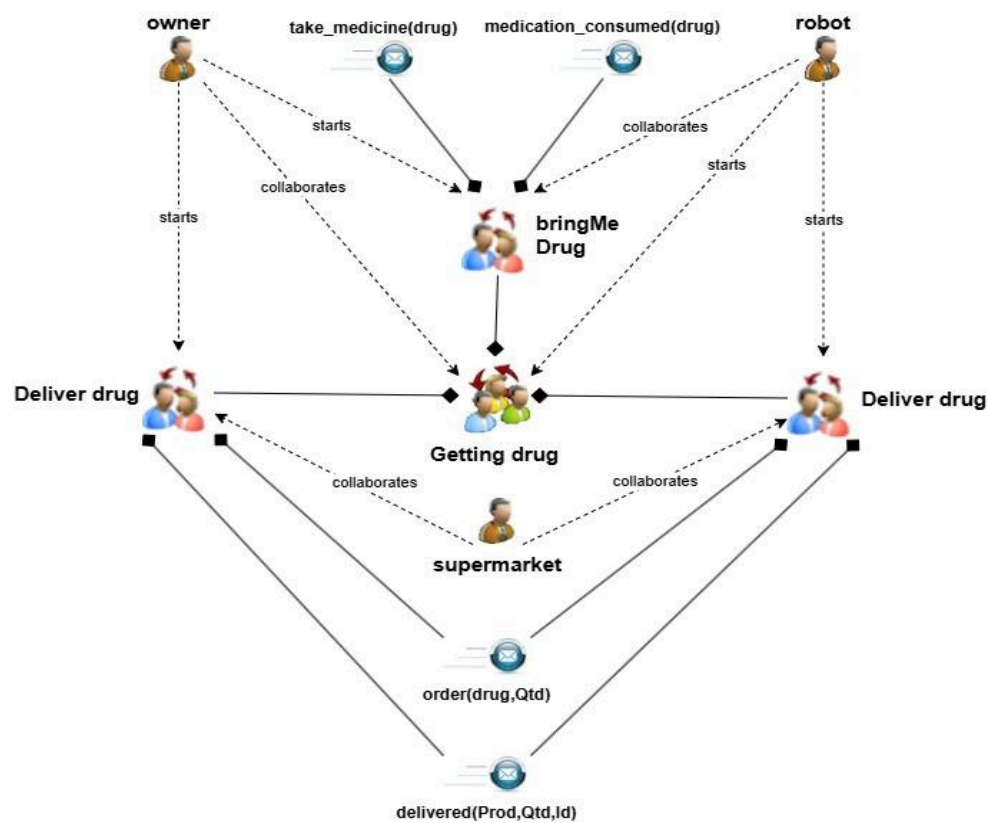 owner
take_medicine(drug)
medication_consumed(drug)
robot
starts
collaborates
collaborates
starts
starts
starts
bringMe
Drug
Deliver drug
Deliver drug
Getting drug
collaborates
collaborates
supermarket
order(drug,Qtd)
delivered(Prod,Qtd,Id)